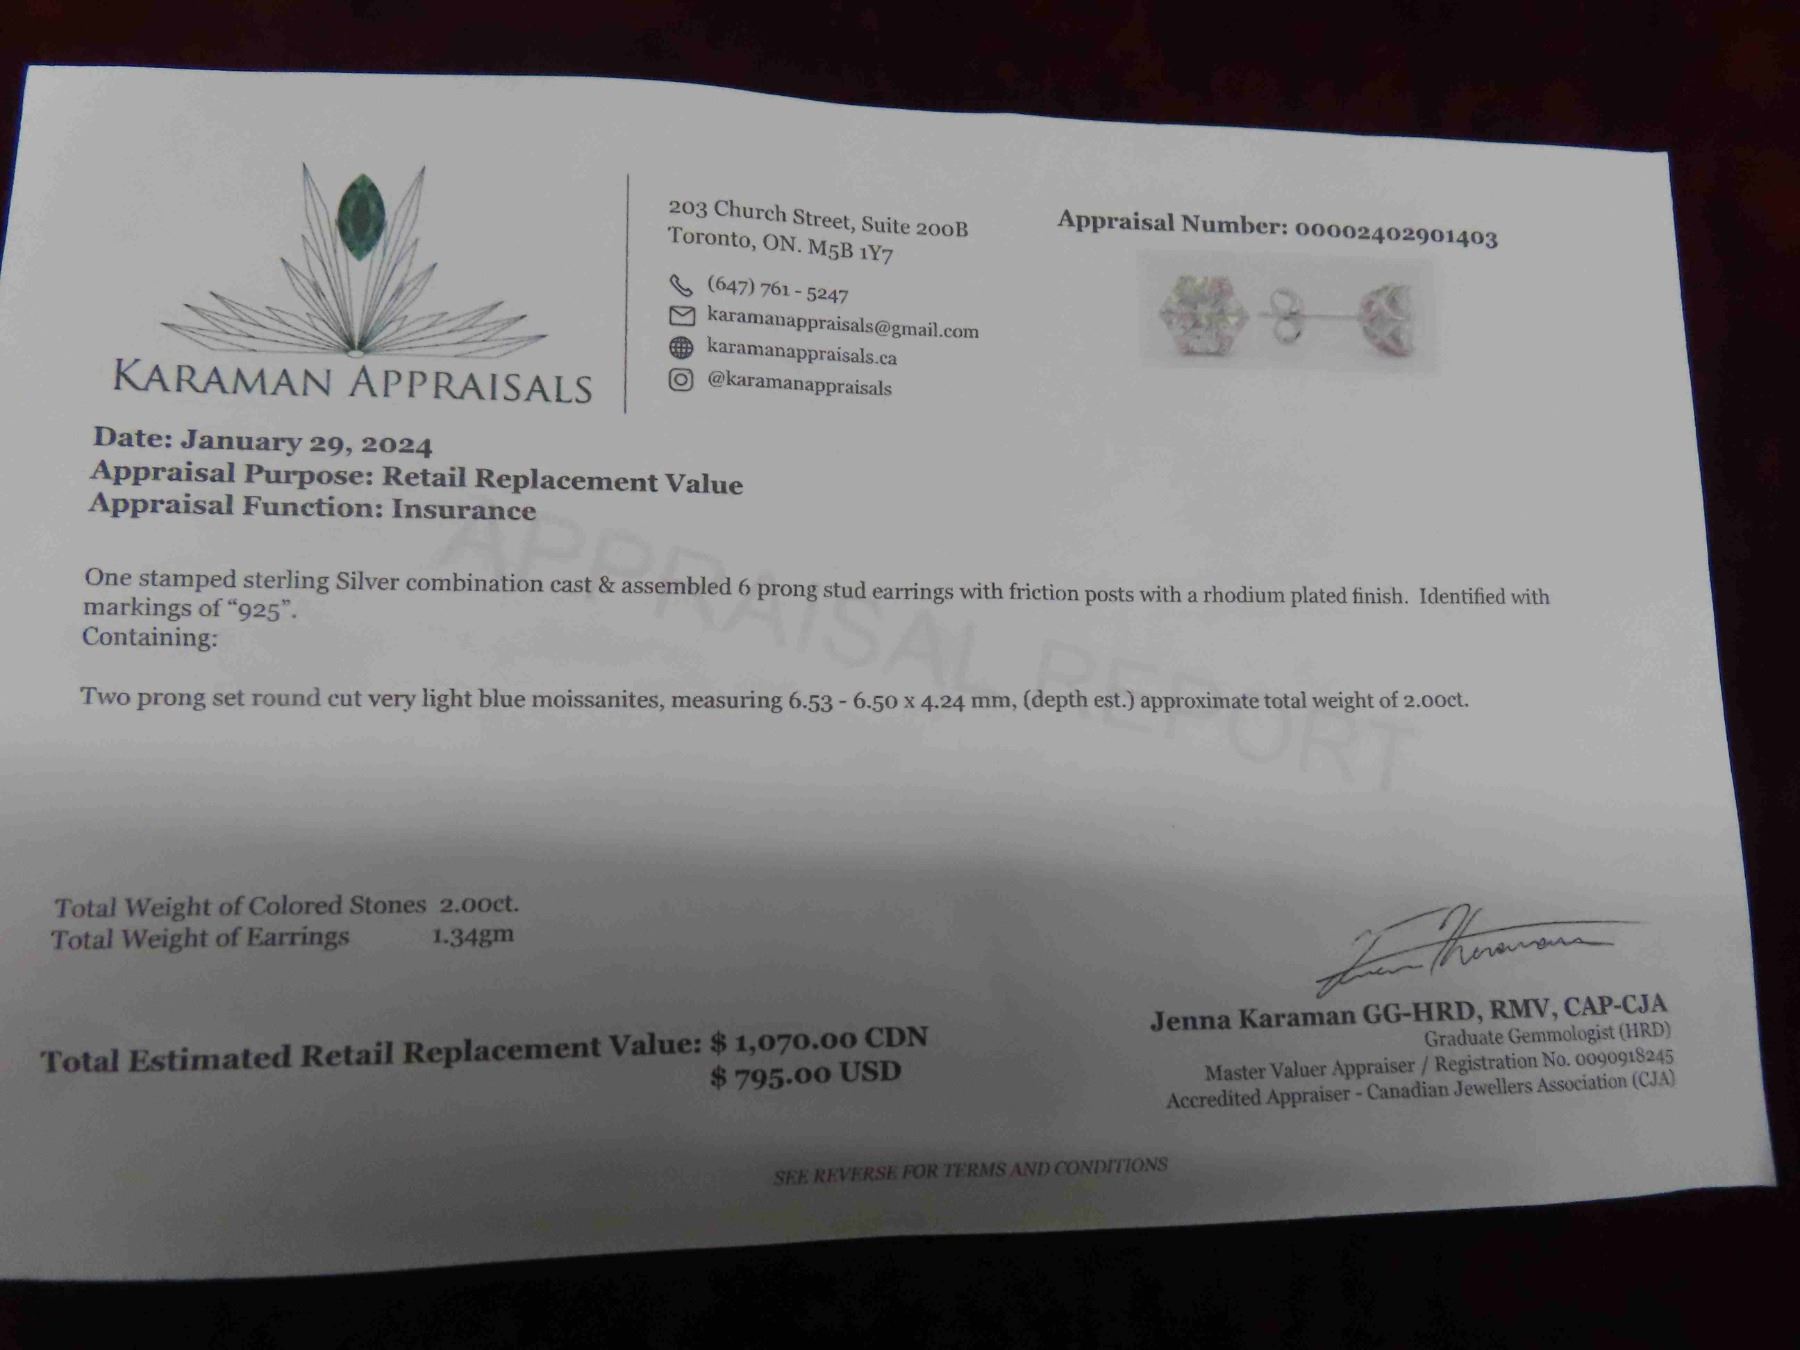 KARAMAN APPRAISALS
203 Church Street, Suite 200B
Toronto, ON. M5B 1Y7
(647) 761 - 5247
karamanappraisals@gmail.com
karamanappraisals.ca
@karamanappraisals
Appraisal Number: 00002402901403
Date: January 29, 2024
Appraisal Purpose: Retail Replacement Value
Appraisal Function: Insurance
APPRAISAL REPORT
One stamped sterling Silver combination cast & assembled 6 prong stud earrings with friction posts with a rhodium plated finish. Identified with
markings of “925”.
Containing:
Two prong set round cut very light blue moissanites, measuring 6.53 - 6.50 x 4.24 mm, (depth est.) approximate total weight of 2.00ct.
Total Weight of Colored Stones 2.00ct.
Total Weight of Earrings 1.34gm
Total Estimated Retail Replacement Value: $ 1,070.00 CDN
$ 795.00 USD
Jenna Karaman GG-HRD, RMV, CAP-CJA
Graduate Gemmologist (HRD)
Master Valuer Appraiser / Registration No. 0090918245
Accredited Appraiser - Canadian Jewellers Association (CJA)
SEE REVERSE FOR TERMS AND CONDITIONS